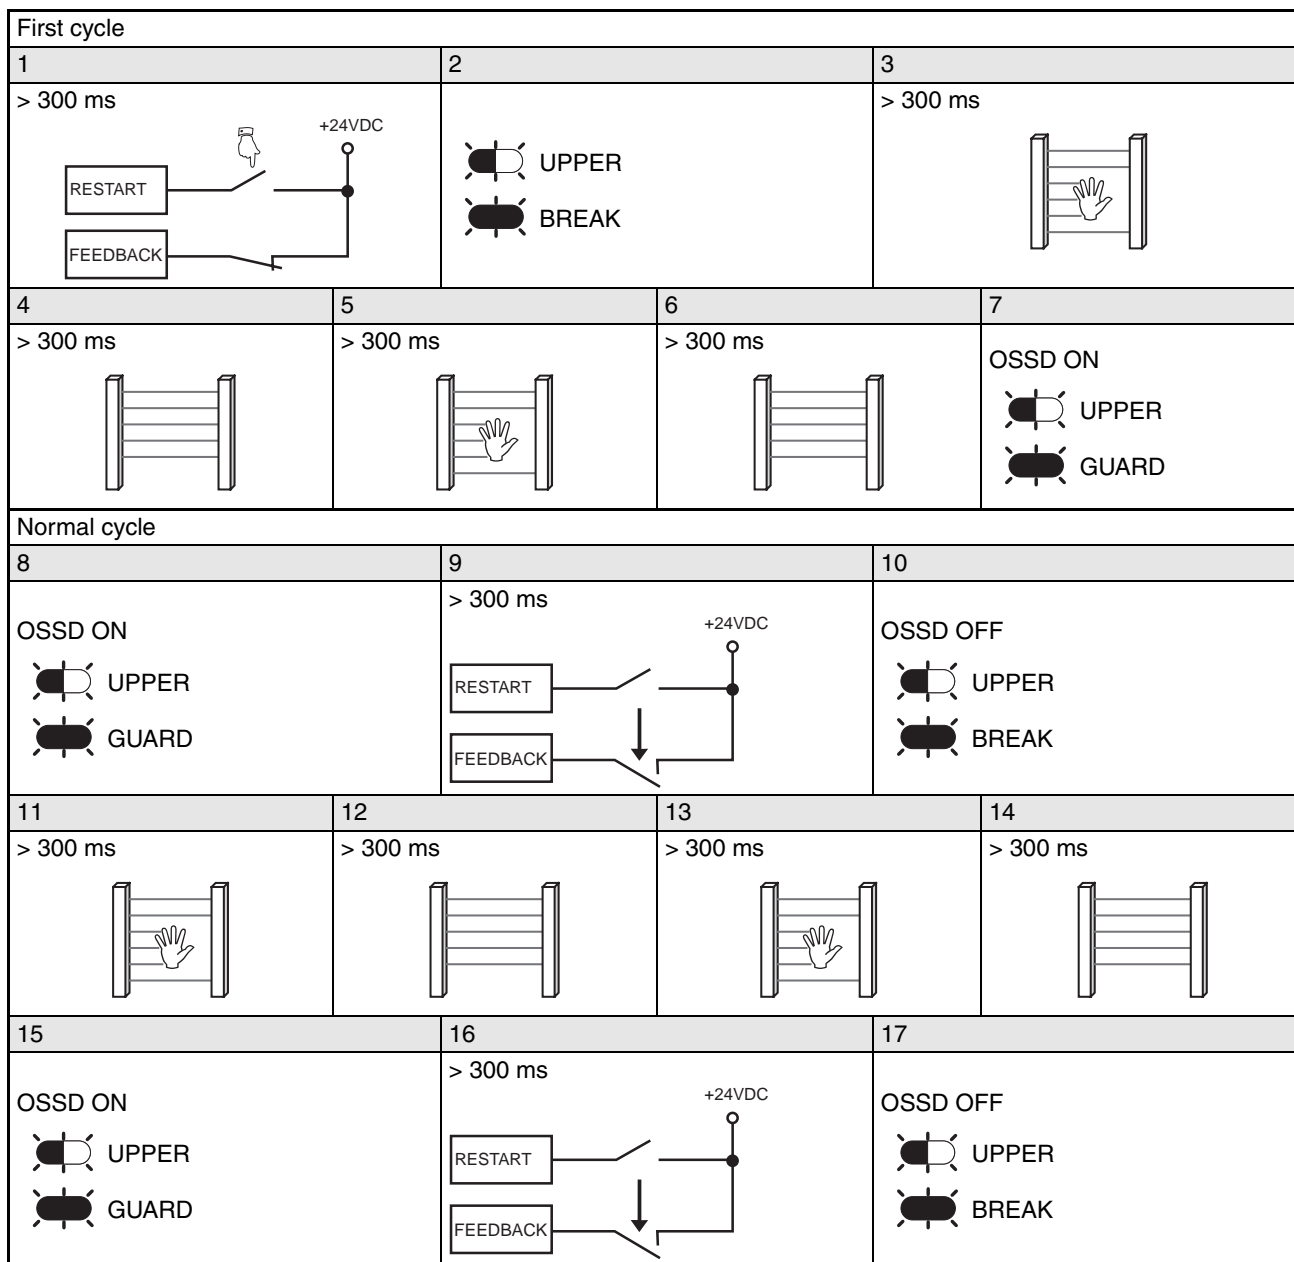 First cycle
1 2 3
> 300 ms
+24VDC
RESTART
FEEDBACK
UPPER
BREAK
> 300 ms
4 5 6 7
> 300 ms
> 300 ms
> 300 ms
OSSD ON
UPPER
GUARD
Normal cycle
8 9 10
OSSD ON
UPPER
GUARD
> 300 ms
+24VDC
RESTART
FEEDBACK
OSSD OFF
UPPER
BREAK
11 12 13 14
> 300 ms
> 300 ms
> 300 ms
> 300 ms
15 16 17
OSSD ON
UPPER
GUARD
> 300 ms
+24VDC
RESTART
FEEDBACK
OSSD OFF
UPPER
BREAK